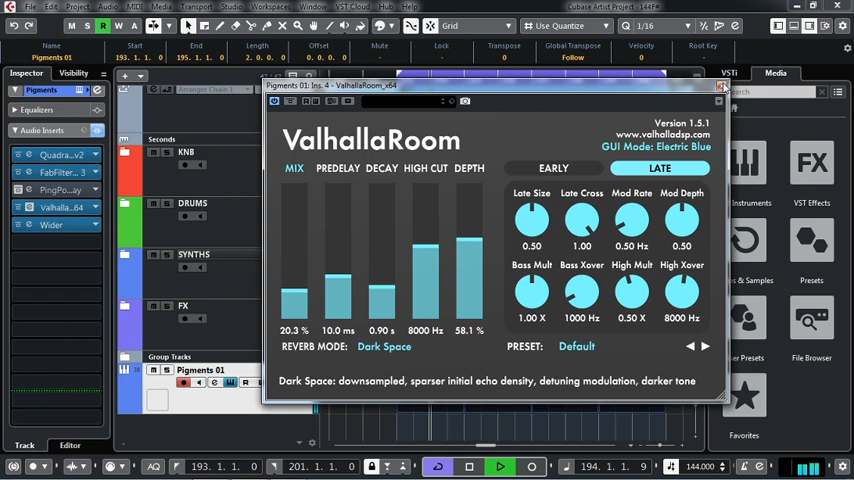 File Edit Project Audio MIDI Media Transport Studio Workspaces Window VST Cloud Hub Help
Cubase Artist Project - 144F#
M S R W A
Grid
Use Quantize
1/16
Name Start End Length Offset Mute Lock Transpose Global Transpose Velocity Root Key
Pigments 01 193. 1. 1. 0 195. 1. 1. 0 2. 0. 0. 0 0. 0. 0. 0 0 Follow 0
Inspector Visibility
Pigments
Equalizers
Audio Inserts
Quadra...v2
FabFilter... 3
PingPo...ay
Valhalla...64
Wider
Track Editor
Arranger Chain 1
Seconds
KNB
M S
DRUMS
M S
SYNTHS
M S
FX
M S
Group Tracks
Pigments 01
M S
R
Pigments 01: Ins. 4 - ValhallaRoom_x64
ValhallaRoom
Version 1.5.1
www.valhalladsp.com
GUI Mode: Electric Blue
MIX PREDELAY DECAY HIGH CUT DEPTH
EARLY LATE
Late Size Late Cross Mod Rate Mod Depth
0.50 1.00 0.50 Hz 0.50
Bass Mult Bass Xover High Mult High Xover
1.00 X 1000 Hz 0.50 X 8000 Hz
20.3 % 10.0 ms 0.90 s 8000 Hz 58.1 %
REVERB MODE: Dark Space
PRESET: Default
Dark Space: downsampled, sparser initial echo density, detuning modulation, darker tone
VSTi Media
FX
VST Effects
Presets
File Browser
Favorites
AQ
193. 1. 1. 0
201. 1. 1. 0
194. 1. 1. 9
144.000